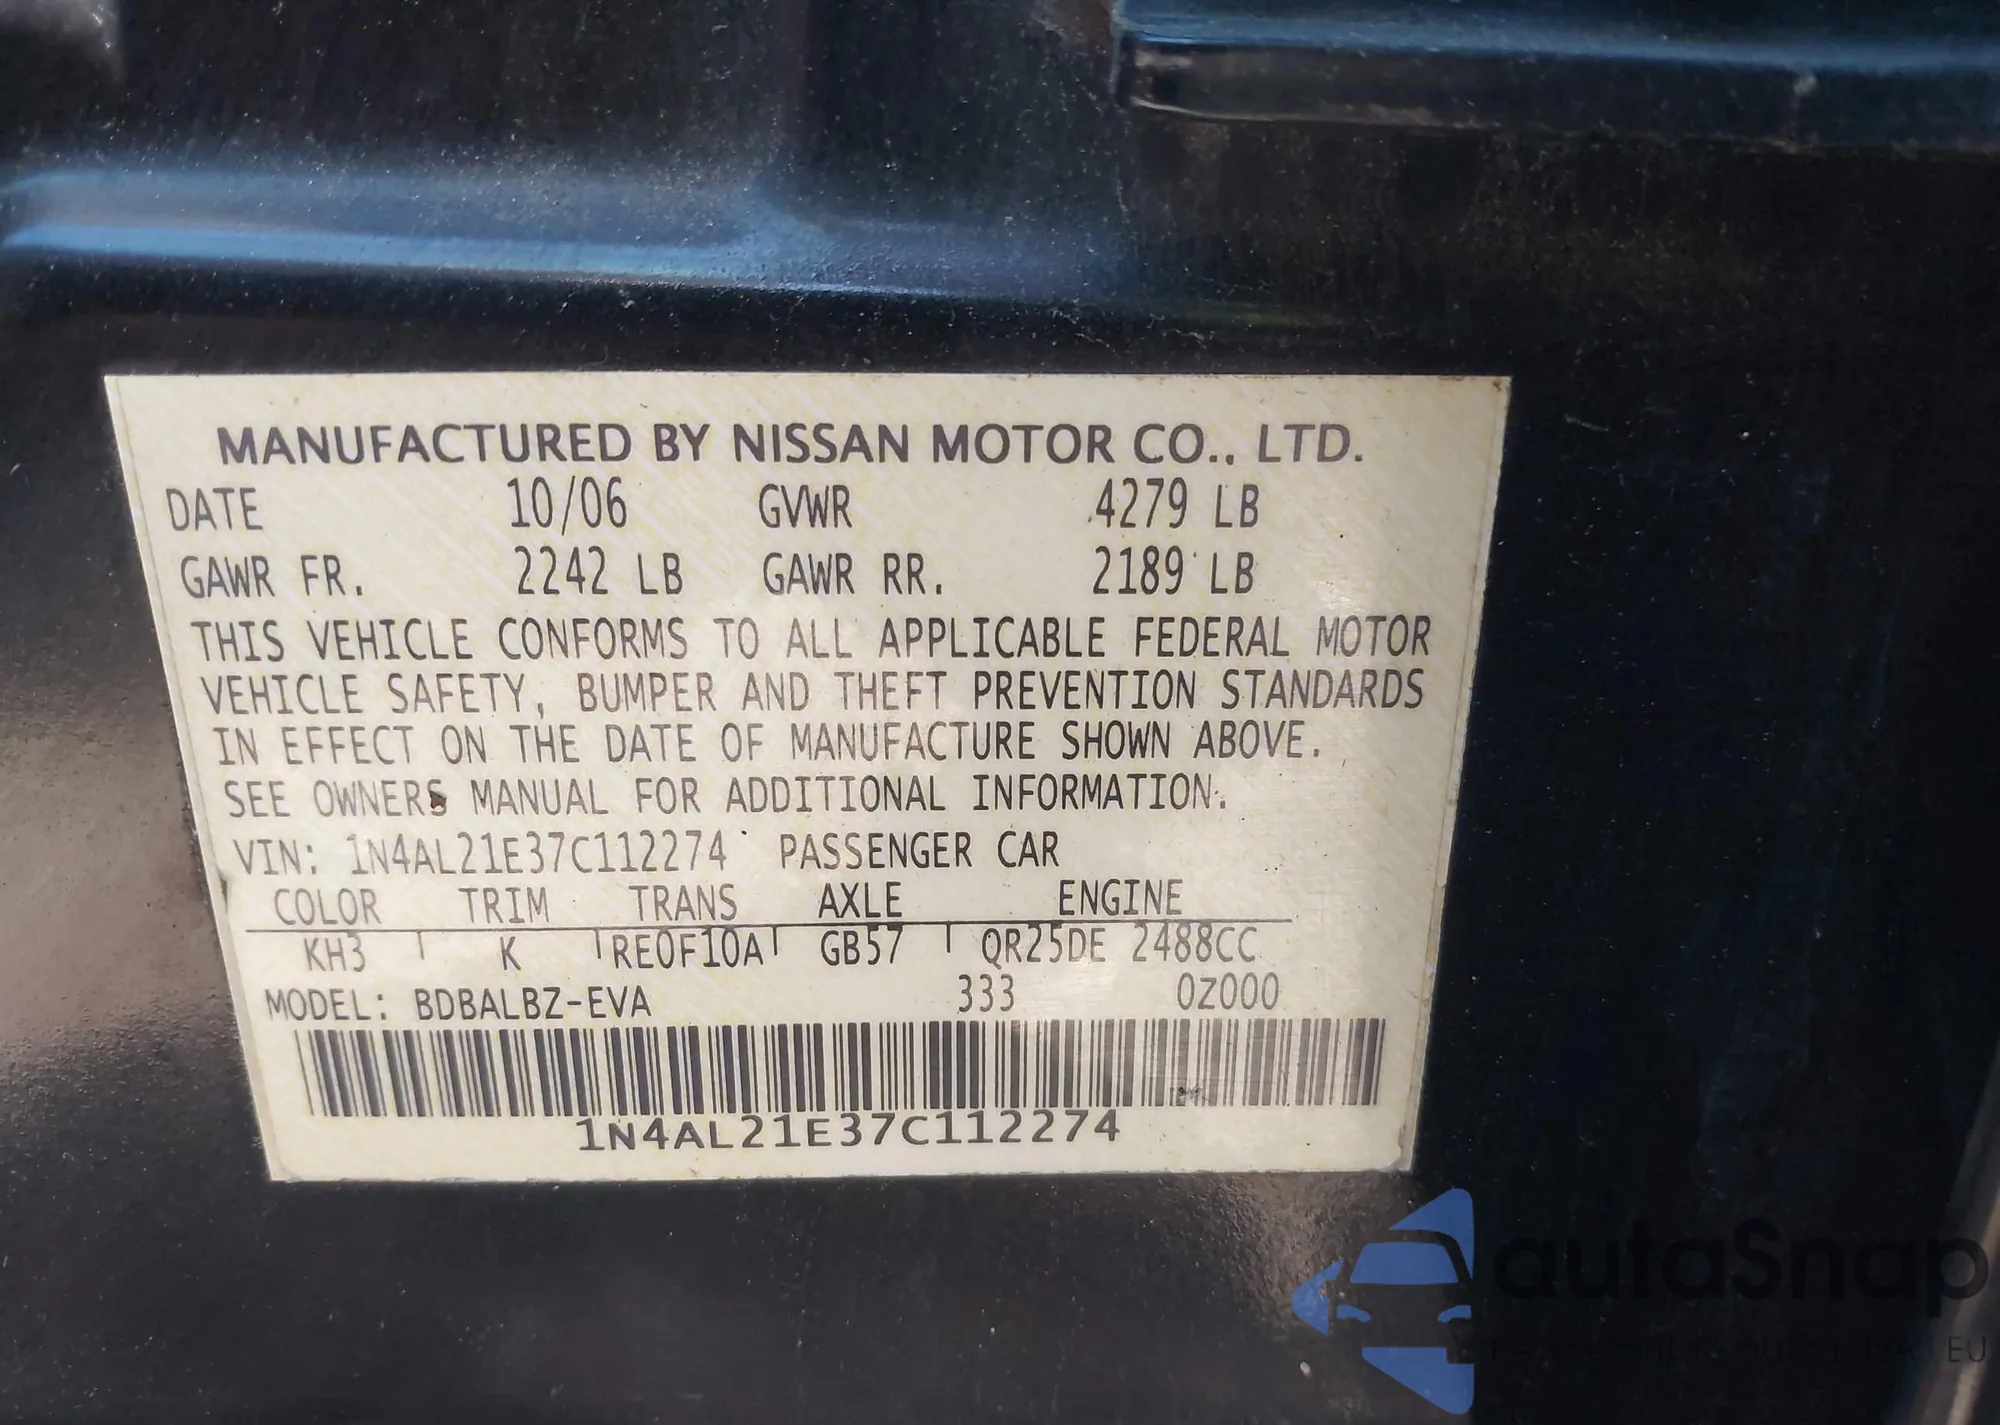 MANUFACTURED BY NISSAN MOTOR CO., LTD.
DATE 10/06 GVWR 4279 LB
GAWR FR. 2242 LB GAWR RR. 2189 LB
THIS VEHICLE CONFORMS TO ALL APPLICABLE FEDERAL MOTOR
VEHICLE SAFETY, BUMPER AND THEFT PREVENTION STANDARDS
IN EFFECT ON THE DATE OF MANUFACTURE SHOWN ABOVE.
SEE OWNERS MANUAL FOR ADDITIONAL INFORMATION.
VIN: 1N4AL21E37C112274 PASSENGER CAR
COLOR TRIM TRANS AXLE ENGINE
KH3 K RE0F10A GB57 QR25DE 2488CC
MODEL: BDBALBZ-EVA 333 0Z000
1N4AL21E37C112274
autoSnap
EU